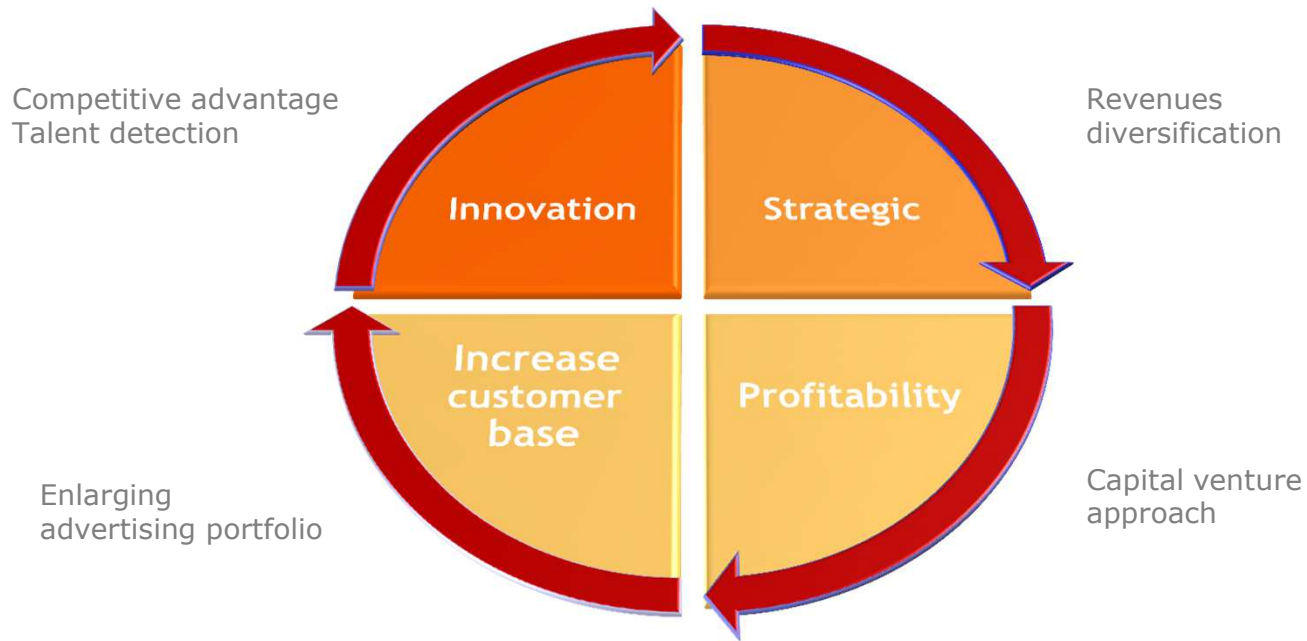 Competitive advantage
Talent detection
Revenues
diversification
Innovation
Strategic
Increase
customer
base
Profitability
Enlarging
advertising portfolio
Capital venture
approach